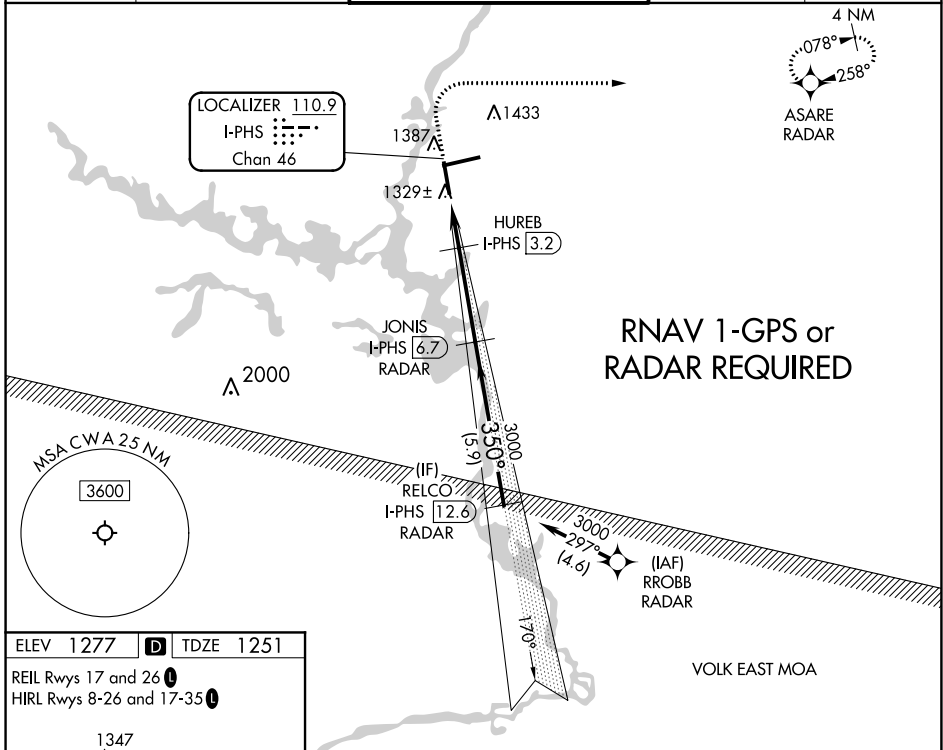 4 NM
078°
258°
ASARE
RADAR
LOCALIZER 110.9
I-PHS
Chan 46
1433
1387
1329±
HUREB
I-PHS 3.2
JONIS
I-PHS 6.7
RADAR
RNAV 1-GPS or
RADAR REQUIRED
2000
MSA CWA 25 NM
3600
350°
3000
(5.9)
(IF)
RELCO
I-PHS 12.6
RADAR
3000
297°
(4.6)
(IAF)
RROBB
RADAR
170°
VOLK EAST MOA
ELEV 1277 D TDZE 1251
REIL Rwys 17 and 26 L
HIRL Rwys 8-26 and 17-35 L
1347